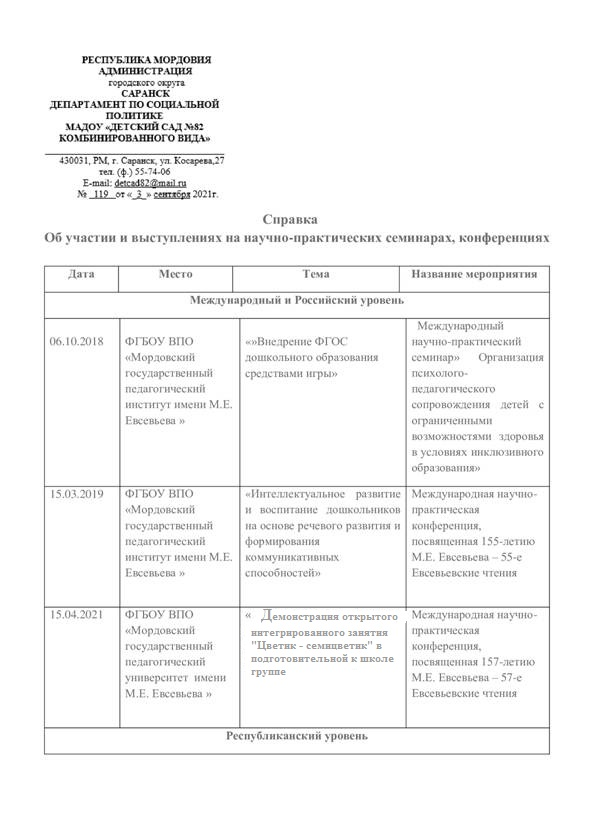 РЕСПУБЛИКА МОРДОВИЯ
АДМИНИСТРАЦИЯ
городского округа
САРАНСК
ДЕПАРТАМЕНТ ПО СОЦИАЛЬНОЙ
ПОЛИТИКЕ
МАДОУ «ДЕТСКИЙ САД №82
КОМБИНИРОВАННОГО ВИДА»
430031, РМ, г. Саранск, ул. Косарева,27
тел. (ф.) 55-74-06
E-mail: detcad82@mail.ru
№ 119 от « 3 » сентября 2021г.
Справка
Об участии и выступлениях на научно-практических семинарах, конференциях
Дата Место Тема Название мероприятия
Международный и Российский уровень
06.10.2018
ФГБОУ ВПО
«Мордовский
государственный
педагогический
институт имени М.Е.
Евсевьева »
«»Внедрение ФГОС
дошкольного образования
средствами игры»
Международный
научно-практический
семинар» Организация
психолого-
педагогического
сопровождения детей с
ограниченными
возможностями здоровья
в условиях инклюзивного
образования»
15.03.2019
ФГБОУ ВПО
«Мордовский
государственный
педагогический
институт имени М.Е.
Евсевьева »
«Интеллектуальное развитие
и воспитание дошкольников
на основе речевого развития и
формирования
коммуникативных
способностей»
Международная научно-
практическая
конференция,
посвященная 155-летию
М.Е. Евсевьева – 55-е
Евсевьевские чтения
15.04.2021
ФГБОУ ВПО
«Мордовский
государственный
педагогический
университет имени
М.Е. Евсевьева »
« Демонстрация открытого
интегрированного занятия
"Цветик - семицветик" в
подготовительной к школе
группе
Международная научно-
практическая
конференция,
посвященная 157-летию
М.Е. Евсевьева – 57-е
Евсевьевские чтения
Республиканский уровень